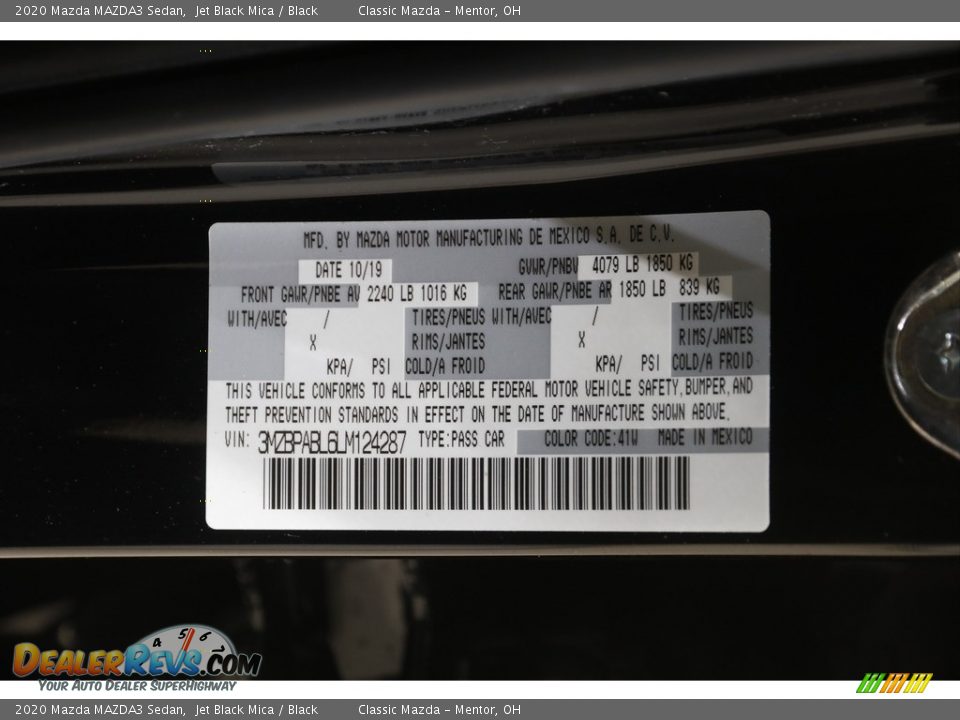 2020 Mazda MAZDA3 Sedan,  Jet Black Mica / Black        Classic Mazda - Mentor, OH
MFD. BY MAZDA MOTOR MANUFACTURING DE MEXICO S.A. DE C.V.
DATE 10/19 GVWR/PNBV 4079 LB 1850 KG
FRONT GAWR/PNBE AV 2240 LB 1016 KG REAR GAWR/PNBE AR 1850 LB 839 KG
WITH/AVEC / TIRES/PNEUS WITH/AVEC / TIRES/PNEUS
X RIMS/JANTES X RIMS/JANTES
KPA/ PSI COLD/A FROID KPA/ PSI COLD/A FROID
THIS VEHICLE CONFORMS TO ALL APPLICABLE FEDERAL MOTOR VEHICLE SAFETY,BUMPER,AND
THEFT PREVENTION STANDARDS IN EFFECT ON THE DATE OF MANUFACTURE SHOWN ABOVE.
VIN: 3MZBPABL6LM124287 TYPE:PASS CAR COLOR CODE:41W MADE IN MEXICO
4 5 6
DEALERREVS.COM
YOUR AUTO DEALER SUPERHIGHWAY
2020 Mazda MAZDA3 Sedan,  Jet Black Mica / Black        Classic Mazda - Mentor, OH